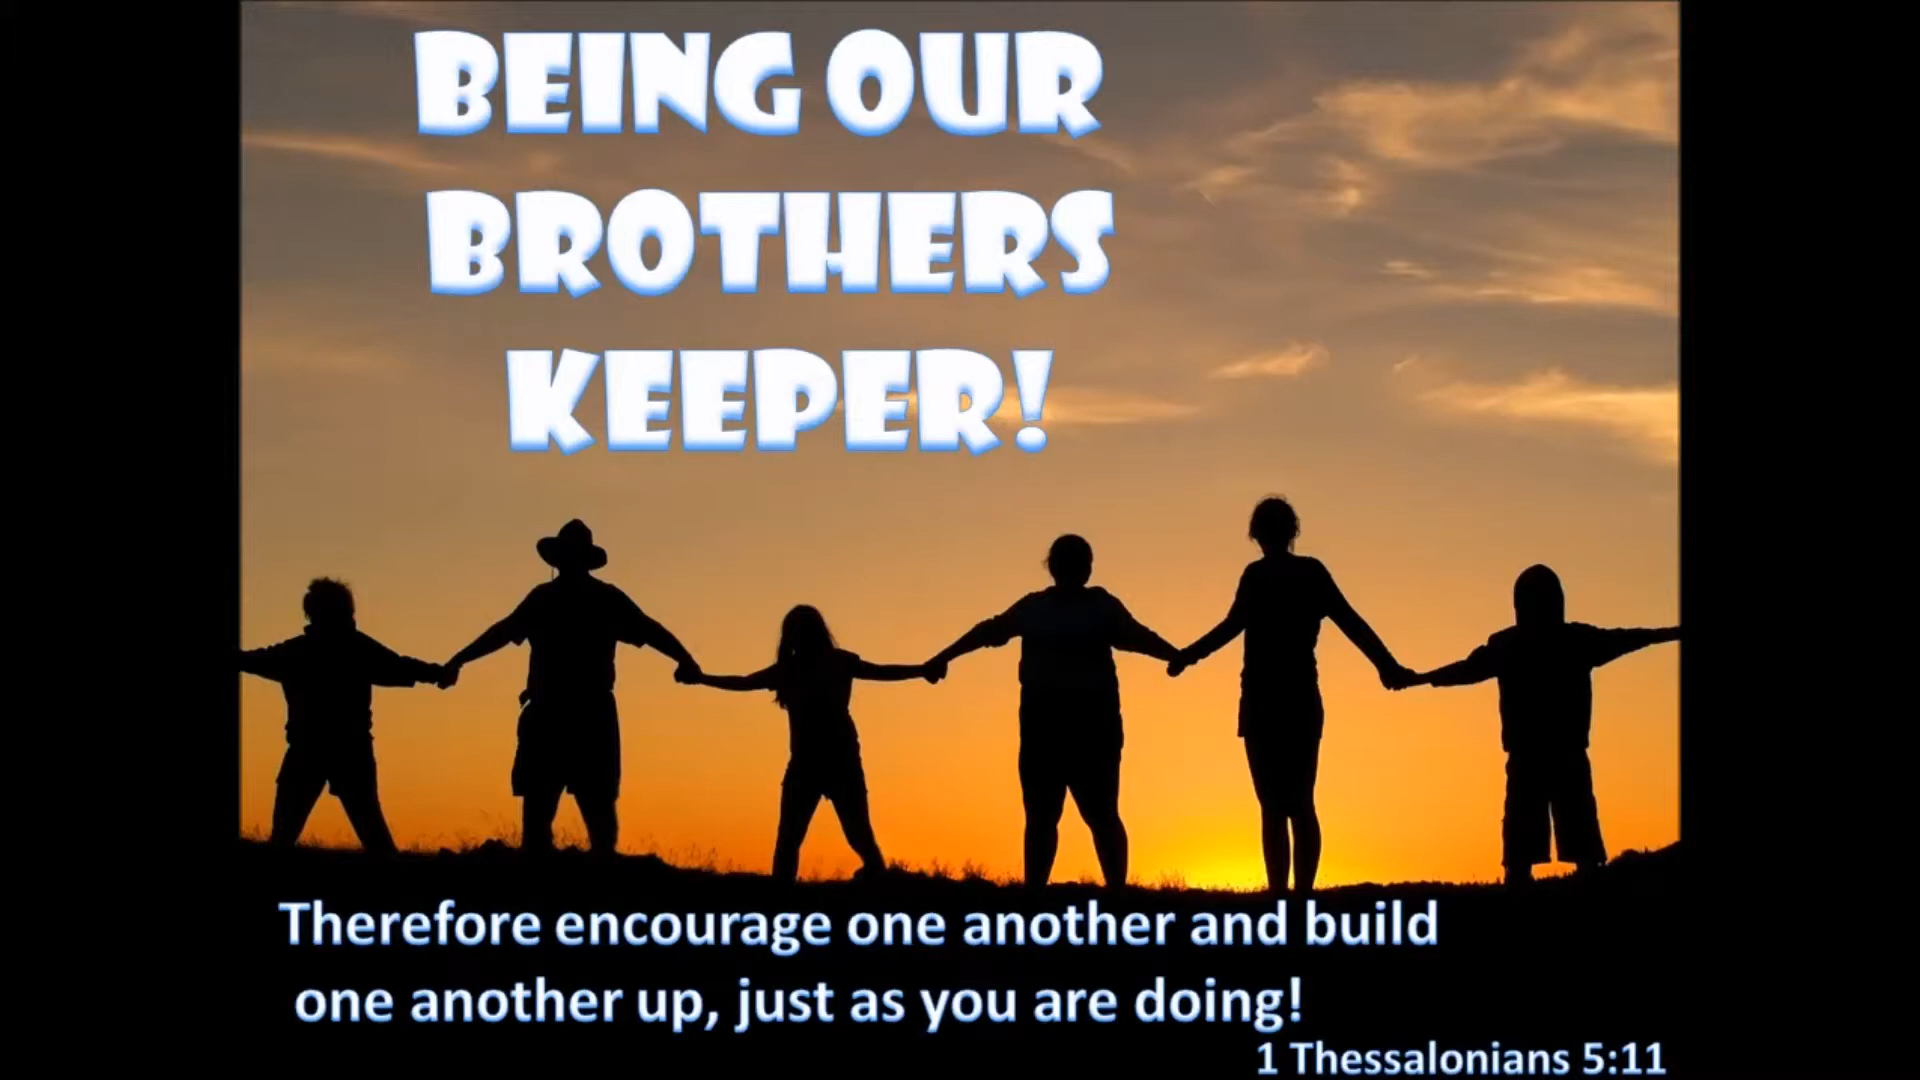 BEING OUR
BROTHERS
KEEPER!
Therefore encourage one another and build
one another up, just as you are doing!
1 Thessalonians 5:11